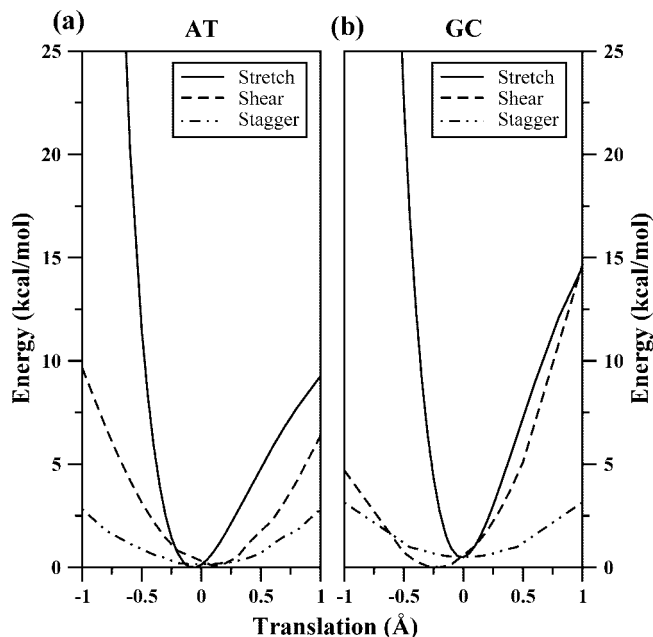 (a) AT (b) GC
25 25
Stretch Stretch
Shear Shear
Stagger Stagger
20 20
15 15
10 10
5 5
0 0
Energy (kcal/mol) Energy (kcal/mol)
-1 -0.5 0 0.5 1 -1 -0.5 0 0.5 1
Translation (Å)